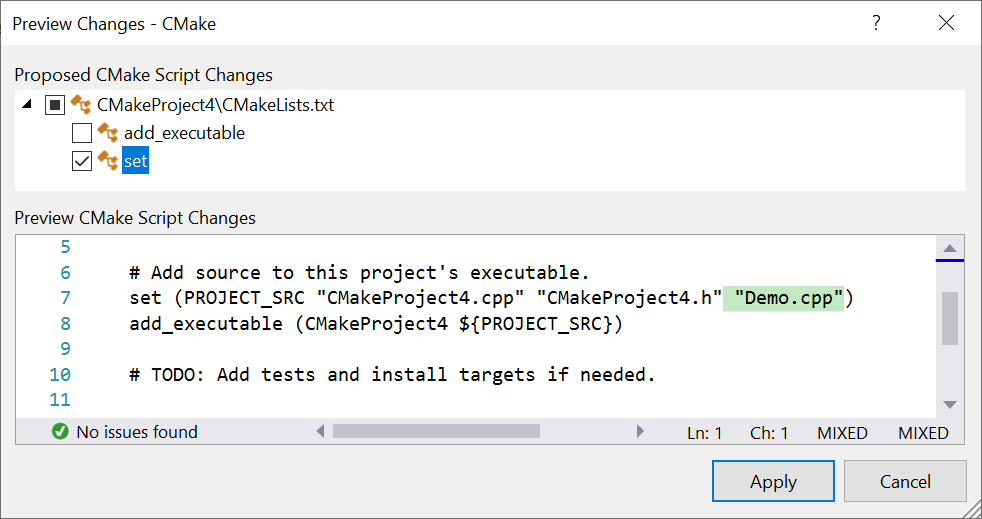 Preview Changes - CMake ?
Proposed CMake Script Changes
CMakeProject4\CMakeLists.txt
add_executable
set
Preview CMake Script Changes
5
6 # Add source to this project's executable.
7 set (PROJECT_SRC "CMakeProject4.cpp" "CMakeProject4.h" "Demo.cpp")
8 add_executable (CMakeProject4 ${PROJECT_SRC})
9
10 # TODO: Add tests and install targets if needed.
11
No issues found Ln: 1 Ch: 1 MIXED MIXED
Apply Cancel